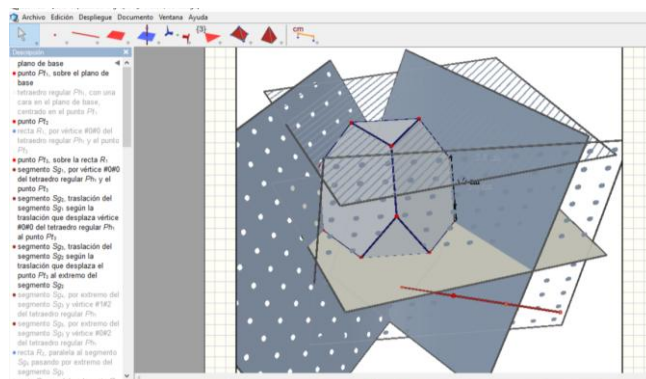 Archivo Edición Despliegue Documento Ventana Ayuda
{3}
cm
Descripción
plano de base
punto Pt₁, sobre el plano de
base
tetraedro regular Ph₁, con una
cara en el plano de base,
centrado en el punto Pt₁
punto Pt₂
recta R₁, por vértice #0#0 del
tetraedro regular Ph₁ y el punto
punto Pt₃, sobre la recta R₁
segmento Sg₁, por vértice #0#0
del tetraedro regular Ph₁ y el
punto Pt₃
segmento Sg₂, traslación del
segmento Sg₁ según la
traslación que desplaza vértice
#0#0 del tetraedro regular Ph₁
al punto Pt₃
segmento Sg₃, traslación del
segmento Sg₂ según la
traslación que desplaza el
punto Pt₃ al extremo del
segmento Sg₂
segmento Sg₄, por extremo del
segmento Sg₃ y vértice #1#2
del tetraedro regular Ph₁
segmento Sg₅, por extremo del
segmento Sg₃ y vértice #0#2
del tetraedro regular Ph₁
recta R₂, paralela al segmento
Sg₅ pasando por extremo del
segmento Sg₂
cm